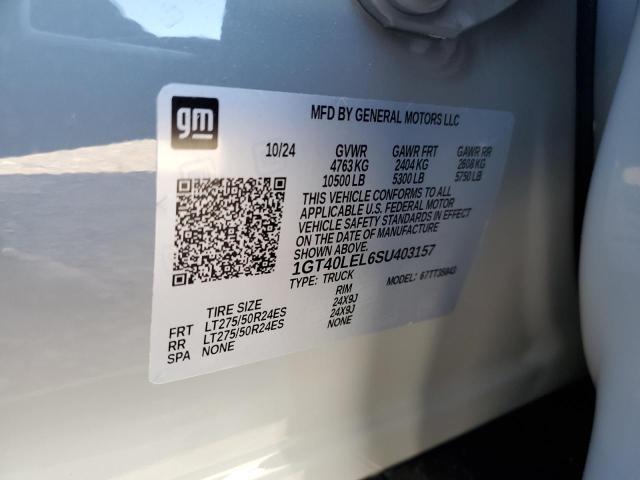 gm
MFD BY GENERAL MOTORS LLC
10/24 GVWR GAWR FRT GAWR RR
4763 KG 2404 KG 2608 KG
10500 LB 5300 LB 5750 LB
THIS VEHICLE CONFORMS TO ALL
APPLICABLE U.S. FEDERAL MOTOR
VEHICLE SAFETY STANDARDS IN EFFECT
ON THE DATE OF MANUFACTURE
SHOWN ABOVE.
1GT40LEL6SU403157
TYPE: TRUCK MODEL:
TIRE SIZE RIM
FRT LT275/50R24ES 24X9J
RR LT275/50R24ES 24X9J
SPA NONE NONE